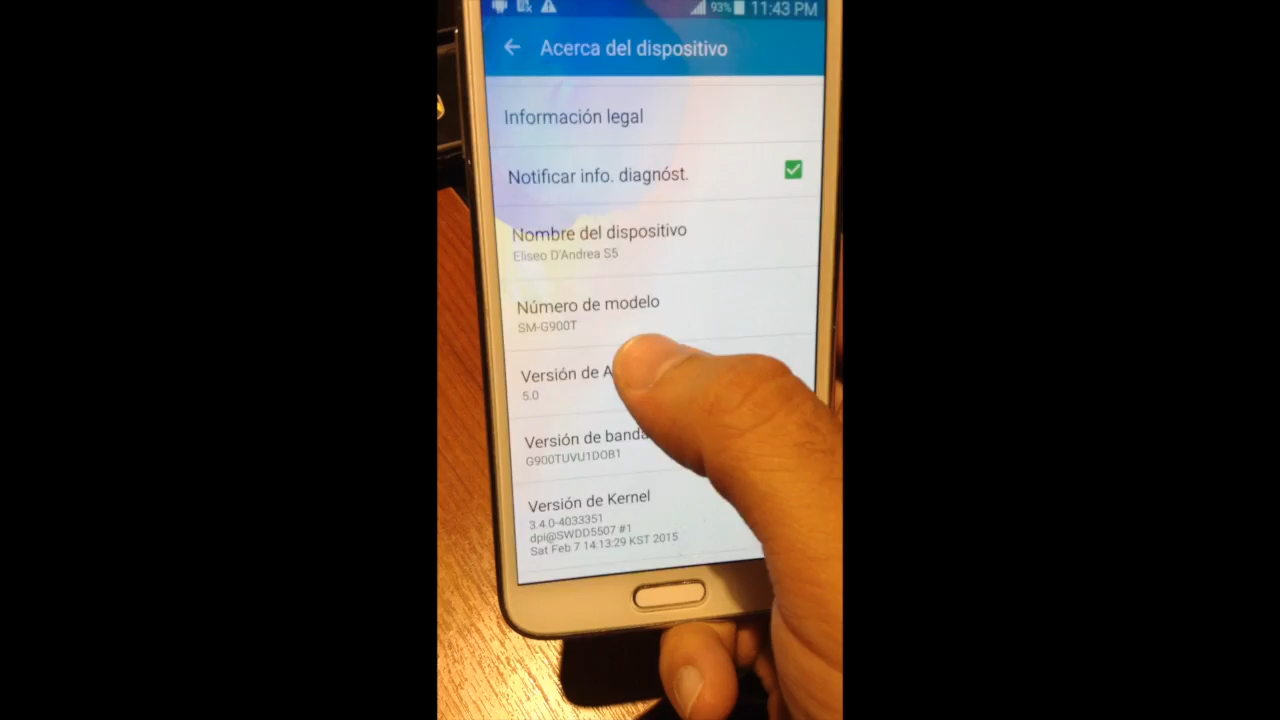 93% 11:43 PM
Acerca del dispositivo
Información legal
Notificar info. diagnóst.
Nombre del dispositivo
Eliseo D'Andrea S5
Número de modelo
SM-G900T
Versión de A
5.0
Versión de banda
G900TUVU1DOB1
Versión de Kernel
3.4.0-4033351
dpi@SWDD5507 #1
Sat Feb 7 14:13:29 KST 2015